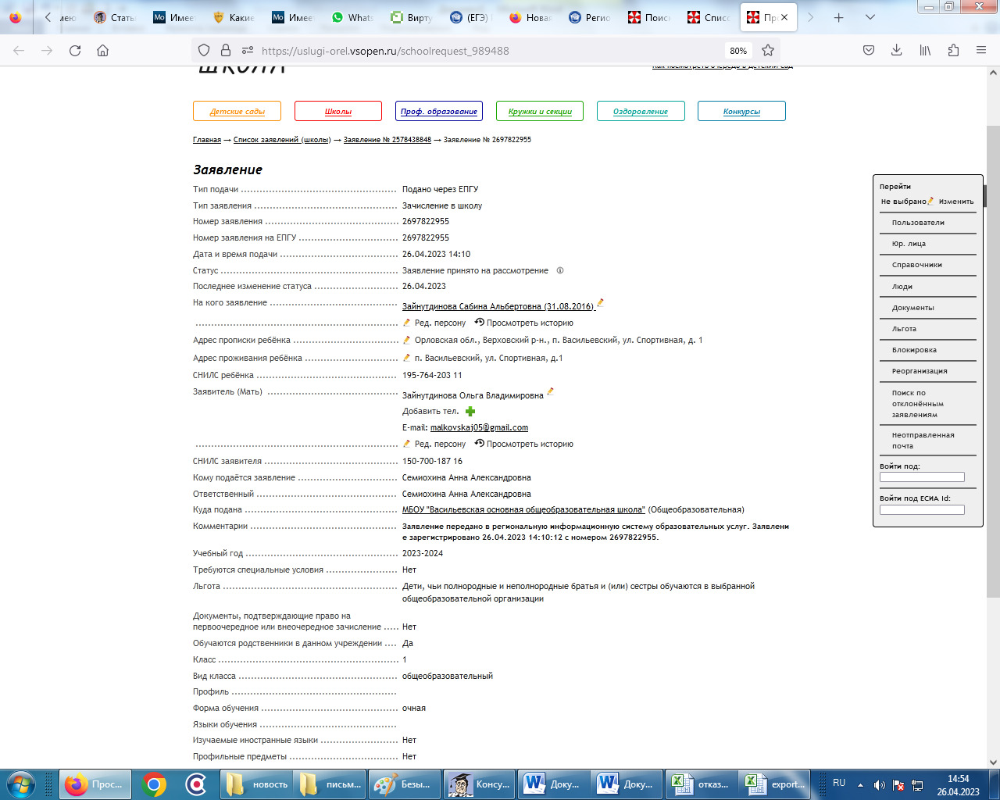 мею
Стать
Имее
Какие
Имее
Whats
Вирту
(ЕГЭ)
Новая
Регио
Поис
Списо
Пр
https://uslugi-orel.vsopen.ru/schoolrequest_989488
80%
ШКОЛА
Как посмотреть очередь в детский сад
Детские сады
Школы
Проф. образование
Кружки и секции
Оздоровление
Конкурсы
Главная → Список заявлений (школы) → Заявление № 2578438848 → Заявление № 2697822955
Заявление
Тип подачи Подано через ЕПГУ
Тип заявления Зачисление в школу
Номер заявления 2697822955
Номер заявления на ЕПГУ 2697822955
Дата и время подачи 26.04.2023 14:10
Статус Заявление принято на рассмотрение
Последнее изменение статуса 26.04.2023
На кого заявление Зайнутдинова Сабина Альбертовна (31.08.2016)
Ред. персону Просмотреть историю
Адрес прописки ребёнка Орловская обл., Верховский р-н., п. Васильевский, ул. Спортивная, д. 1
Адрес проживания ребёнка п. Васильевский, ул. Спортивная, д.1
СНИЛС ребёнка 195-764-203 11
Заявитель (Мать) Зайнутдинова Ольга Владимировна
Добавить тел.
E-mail: malkovskaj05@gmail.com
Ред. персону Просмотреть историю
СНИЛС заявителя 150-700-187 16
Кому подаётся заявление Семиохина Анна Александровна
Ответственный Семиохина Анна Александровна
Куда подана МБОУ "Васильевская основная общеобразовательная школа" (Общеобразовательная)
Комментарии Заявление передано в региональную информационную систему образовательных услуг. Заявлени
е зарегистрировано 26.04.2023 14:10:12 с номером 2697822955.
Учебный год 2023-2024
Требуются специальные условия Нет
Льгота Дети, чьи полнородные и неполнородные братья и (или) сестры обучаются в выбранной
общеобразовательной организации
Документы, подтверждающие право на
первоочередное или внеочередное зачисление Нет
Обучаются родственники в данном учреждении Да
Класс 1
Вид класса общеобразовательный
Профиль
Форма обучения очная
Языки обучения
Изучаемые иностранные языки Нет
Профильные предметы Нет
Перейти
Не выбрано Изменить
Пользователи
Юр. лица
Справочники
Люди
Документы
Льгота
Блокировка
Реорганизация
Поиск по
отклонённым
заявлениям
Неотправленная
почта
Войти под:
Войти под ЕСИА Id:
Прос...
новость
письм...
Безы...
Консу...
Доку...
Доку...
отказ...
export...
RU
14:54
26.04.2023